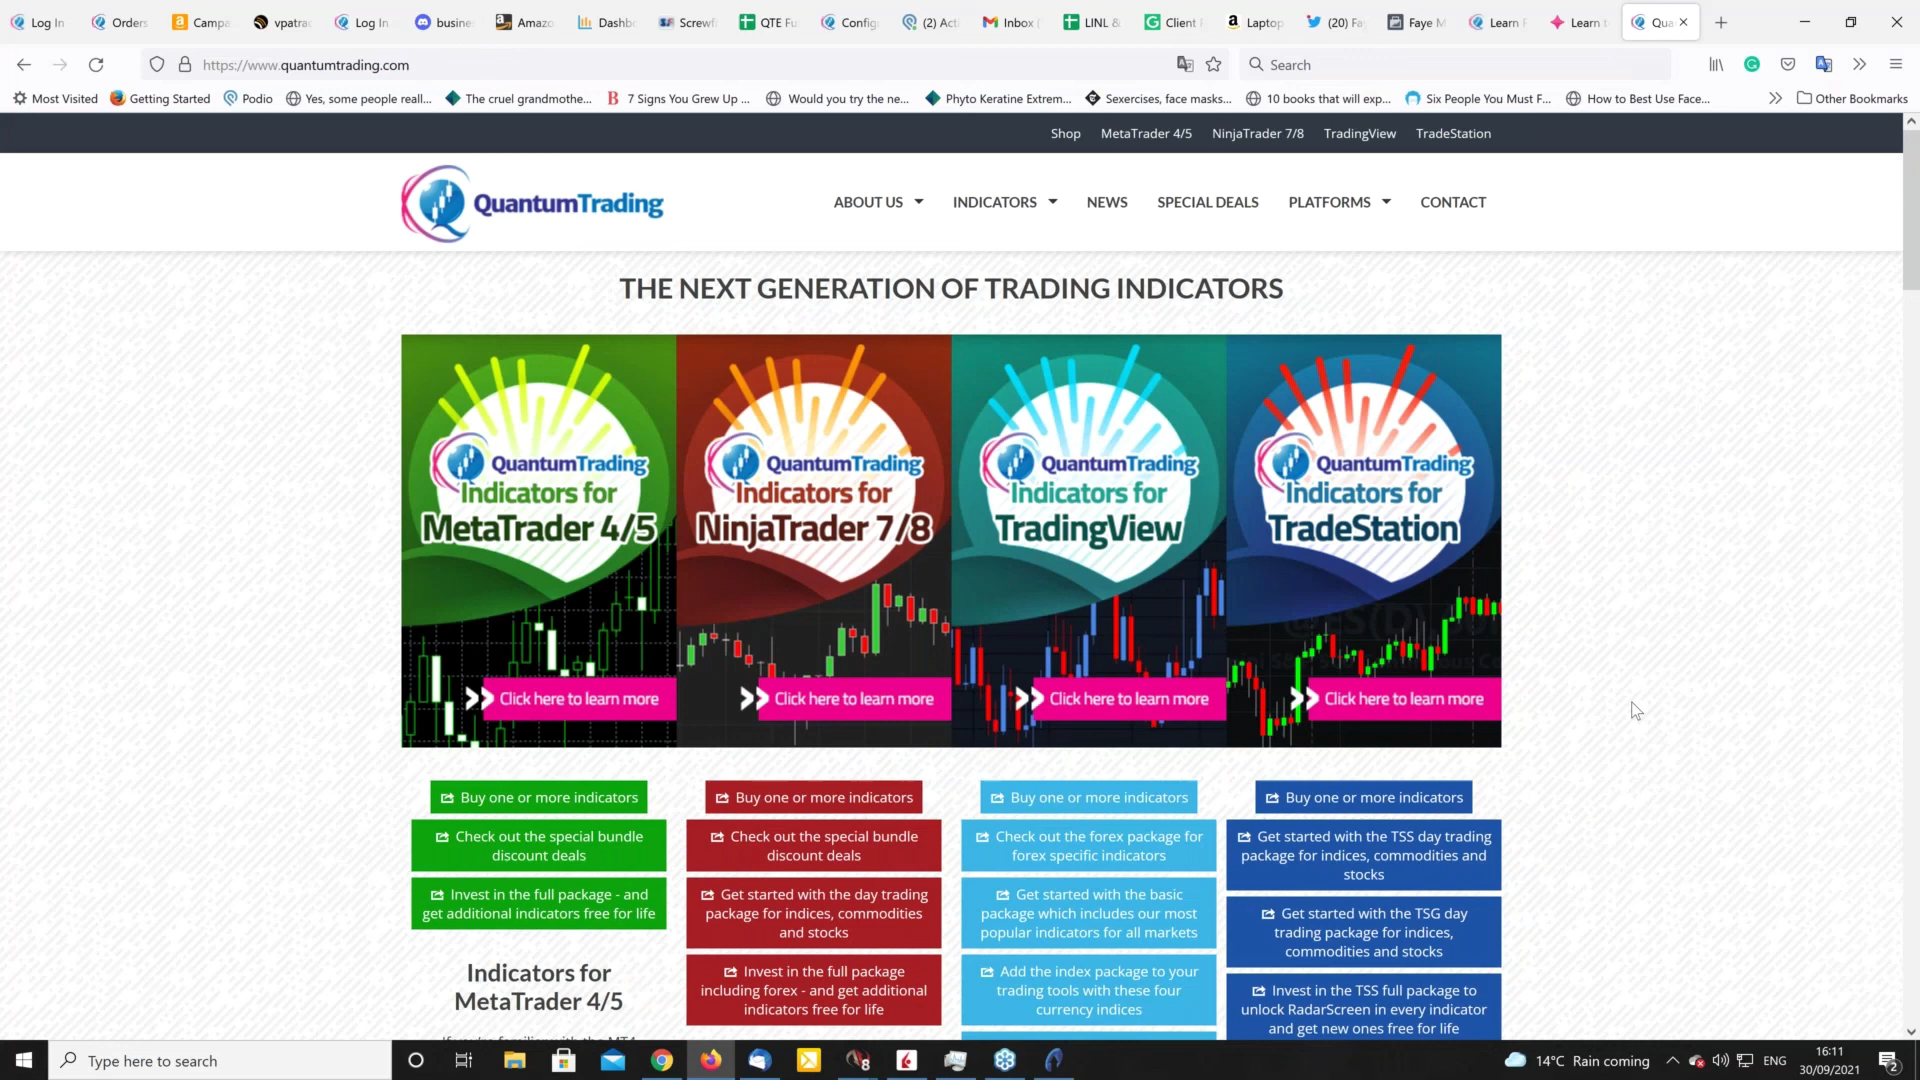 Log In
Orders
Campa
vpatra
Log In
busine
Amazo
Dashbo
Screwf
QTE Fu
Config
(2) Acti
Inbox (
LINL &
Client
Laptop
(20) Fa
Faye M
Learn F
Learn t
Qua
https://www.quantumtrading.com
Search
Most Visited
Getting Started
Podio
Yes, some people reall...
The cruel grandmothe...
7 Signs You Grew Up ...
Would you try the ne...
Phyto Keratine Extrem...
Sexercises, face masks...
10 books that will exp...
Six People You Must F...
How to Best Use Face...
Other Bookmarks
Shop MetaTrader 4/5 NinjaTrader 7/8 TradingView TradeStation
QuantumTrading
ABOUT US INDICATORS NEWS SPECIAL DEALS PLATFORMS CONTACT
THE NEXT GENERATION OF TRADING INDICATORS
QuantumTrading
Indicators for
MetaTrader 4/5
Click here to learn more
QuantumTrading
Indicators for
NinjaTrader 7/8
Click here to learn more
QuantumTrading
Indicators for
TradingView
Click here to learn more
QuantumTrading
Indicators for
TradeStation
Click here to learn more
Buy one or more indicators
Check out the special bundle
discount deals
Invest in the full package - and
get additional indicators free for life
Indicators for
MetaTrader 4/5
Buy one or more indicators
Check out the special bundle
discount deals
Get started with the day trading
package for indices, commodities
and stocks
Invest in the full package
including forex - and get additional
indicators free for life
Buy one or more indicators
Check out the forex package for
forex specific indicators
Get started with the basic
package which includes our most
popular indicators for all markets
Add the index package to your
trading tools with these four
currency indices
Buy one or more indicators
Get started with the TSS day trading
package for indices, commodities and
stocks
Get started with the TSG day
trading package for indices,
commodities and stocks
Invest in the TSS full package to
unlock RadarScreen in every indicator
and get new ones free for life
Type here to search
14°C Rain coming
ENG
16:11
30/09/2021
2